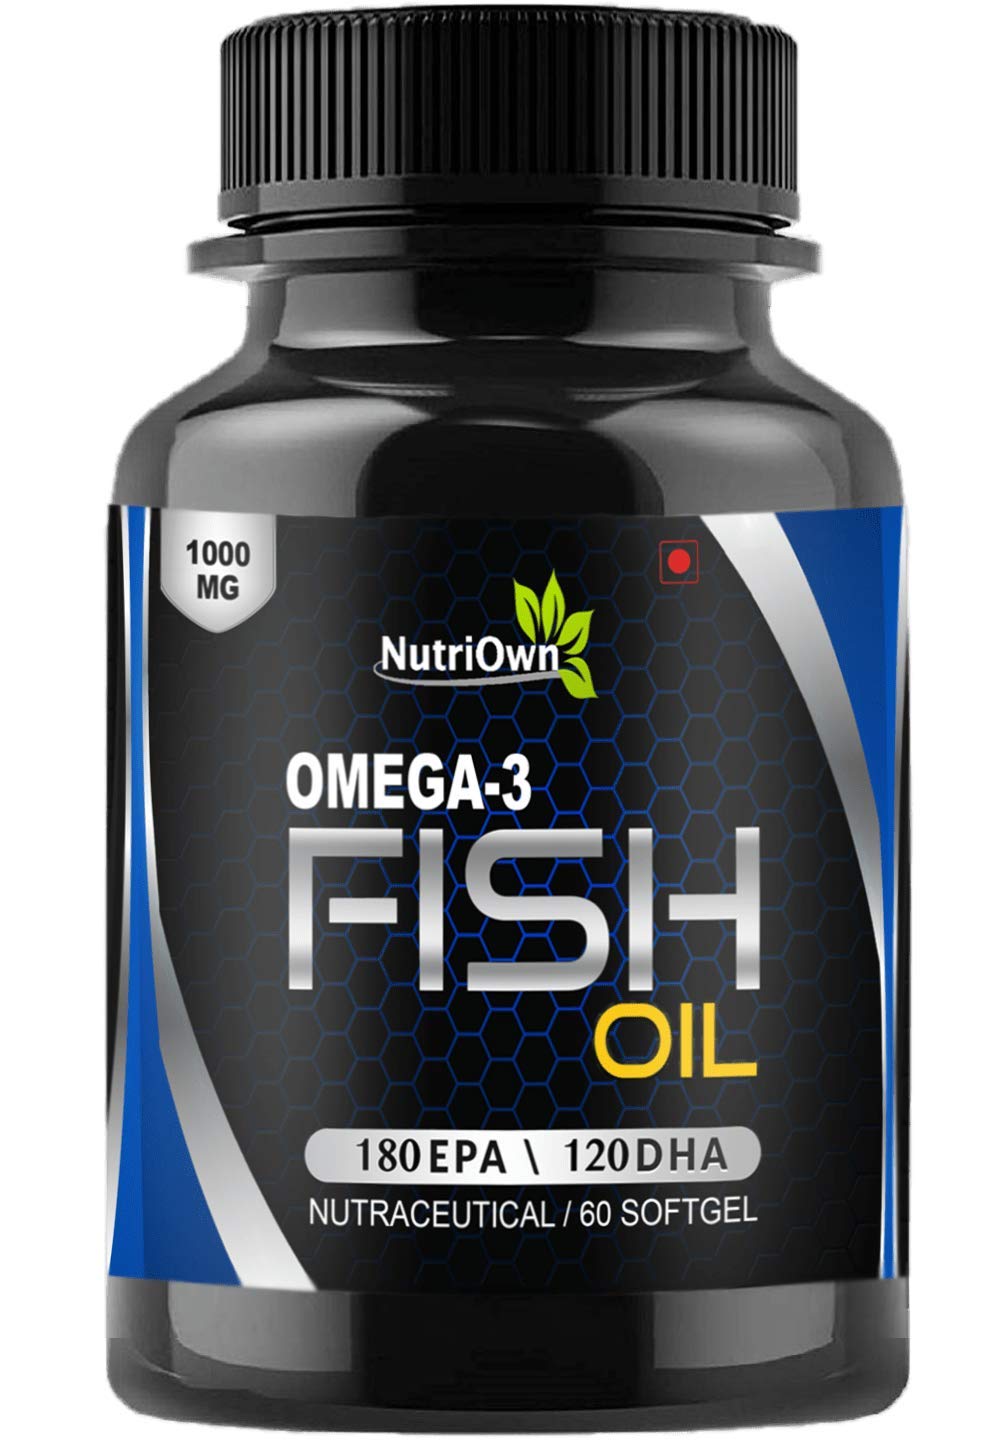 1000
MG
NutriOwn
OMEGA-3
FISH
OIL
180 EPA \ 120 DHA
NUTRACEUTICAL / 60 SOFTGEL